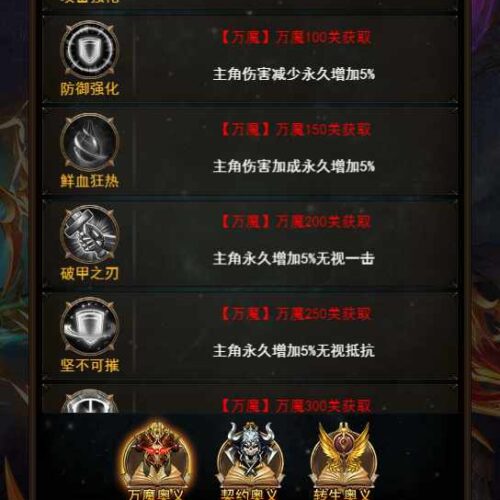 【万魔】万魔100关获取
主角伤害减少永久增加5%
防御强化
【万魔】万魔150关获取
主角伤害加成永久增加5%
鲜血狂热
【万魔】万魔200关获取
主角永久增加5%无视一击
破甲之刃
【万魔】万魔250关获取
主角永久增加5%无视抵抗
坚不可摧
【万魔】万魔300关获取
万魔奥义
契约奥义
转生奥义